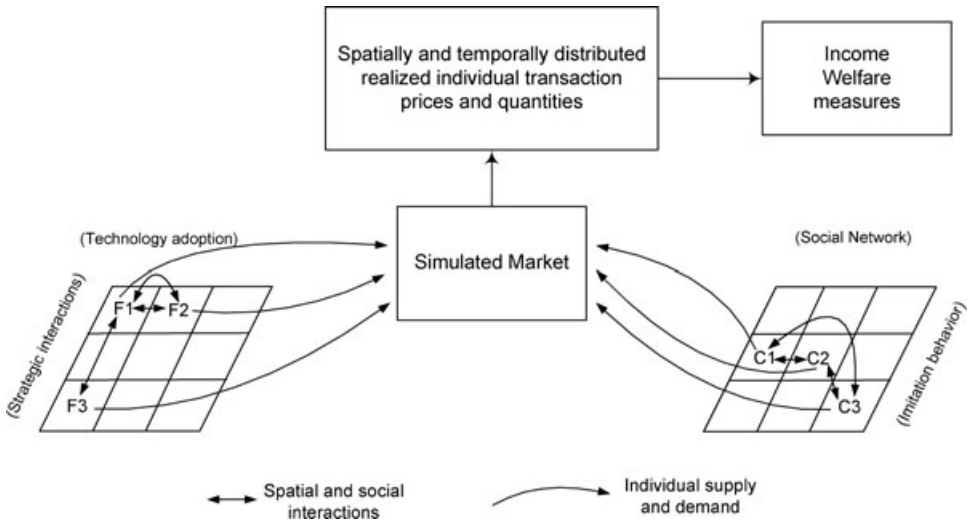 Spatially and temporally distributed
realized individual transaction
prices and quantities
Income
Welfare
measures
Simulated Market
(Technology adoption)
(Strategic interactions)
F1
F2
F3
(Social Network)
(Imitation behavior)
C1
C2
C3
Spatial and social
interactions
Individual supply
and demand